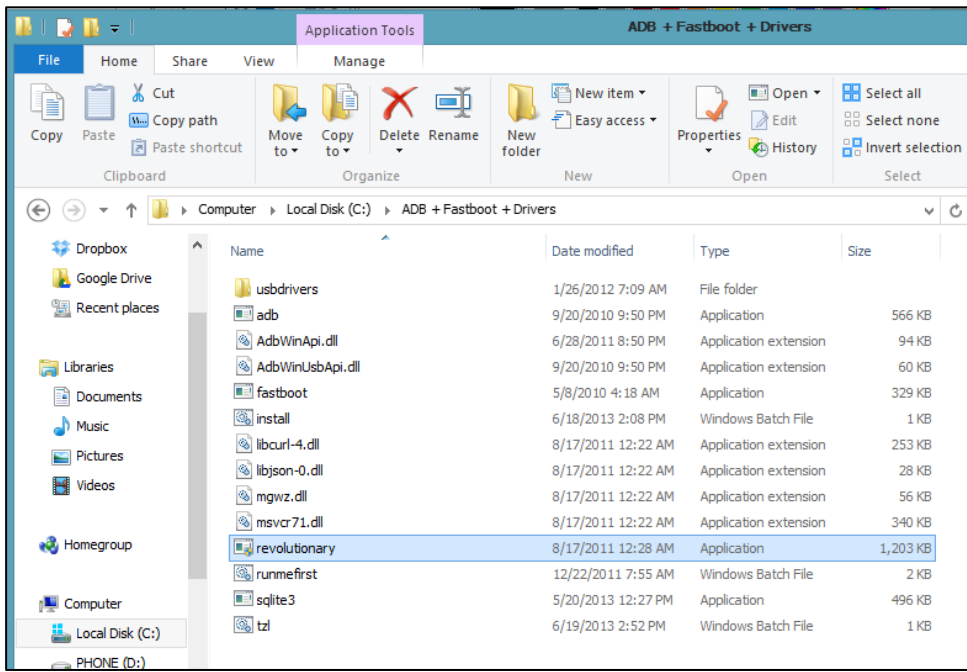 Application Tools
ADB + Fastboot + Drivers
File Home Share View Manage
Copy
Paste
Cut
Copy path
Paste shortcut
Clipboard
Move to
Copy to
Delete
Rename
Organize
New folder
New item
Easy access
New
Properties
Open
Edit
History
Open
Select all
Select none
Invert selection
Select
Computer Local Disk (C:) ADB + Fastboot + Drivers
Dropbox
Google Drive
Recent places
Libraries
Documents
Music
Pictures
Videos
Homegroup
Computer
Local Disk (C:)
PHONE (D:)
Name Date modified Type Size
usbdrivers 1/26/2012 7:09 AM File folder
adb 9/20/2010 9:50 PM Application 566 KB
AdbWinApi.dll 6/28/2011 8:50 PM Application extension 94 KB
AdbWinUsbApi.dll 9/20/2010 9:50 PM Application extension 60 KB
fastboot 5/8/2010 4:18 AM Application 329 KB
install 6/18/2013 2:08 PM Windows Batch File 1 KB
libcurl-4.dll 8/17/2011 12:22 AM Application extension 253 KB
libjson-0.dll 8/17/2011 12:22 AM Application extension 28 KB
mgwz.dll 8/17/2011 12:22 AM Application extension 56 KB
msvcr71.dll 8/17/2011 12:22 AM Application extension 340 KB
revolutionary 8/17/2011 12:28 AM Application 1,203 KB
runmefirst 12/22/2011 7:55 AM Windows Batch File 2 KB
sqlite3 5/20/2013 12:27 PM Application 496 KB
tzl 6/19/2013 2:52 PM Windows Batch File 1 KB